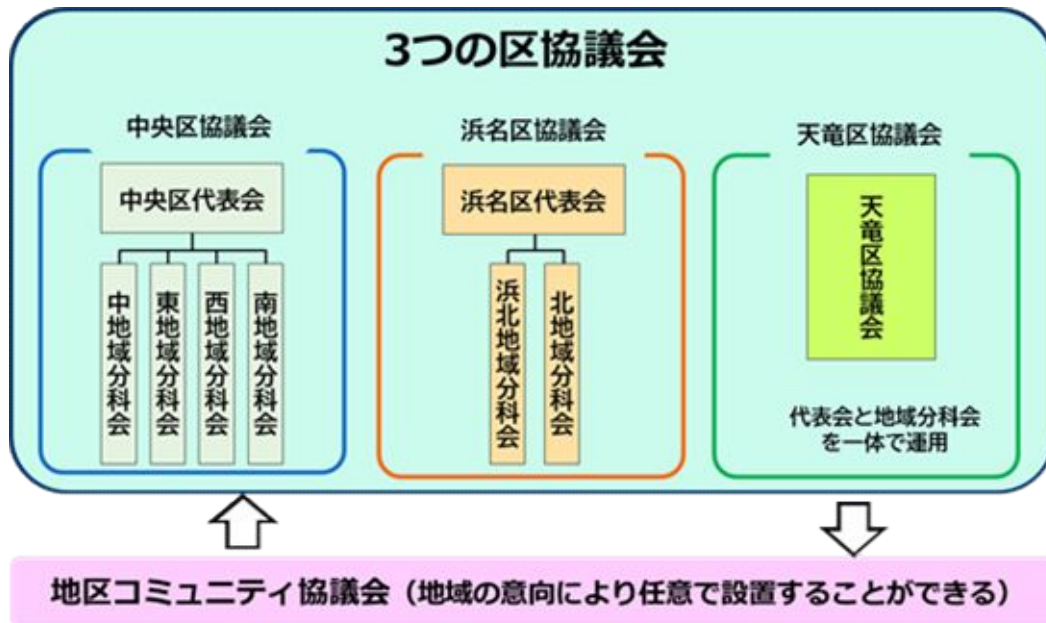 3つの区協議会
中央区協議会
中央区代表会
中地域分科会
東地域分科会
西地域分科会
南地域分科会
浜名区協議会
浜名区代表会
浜北地域分科会
北地域分科会
天竜区協議会
天竜区協議会
代表会と地域分科会
を一体で運用
地区コミュニティ協議会（地域の意向により任意で設置することができる）